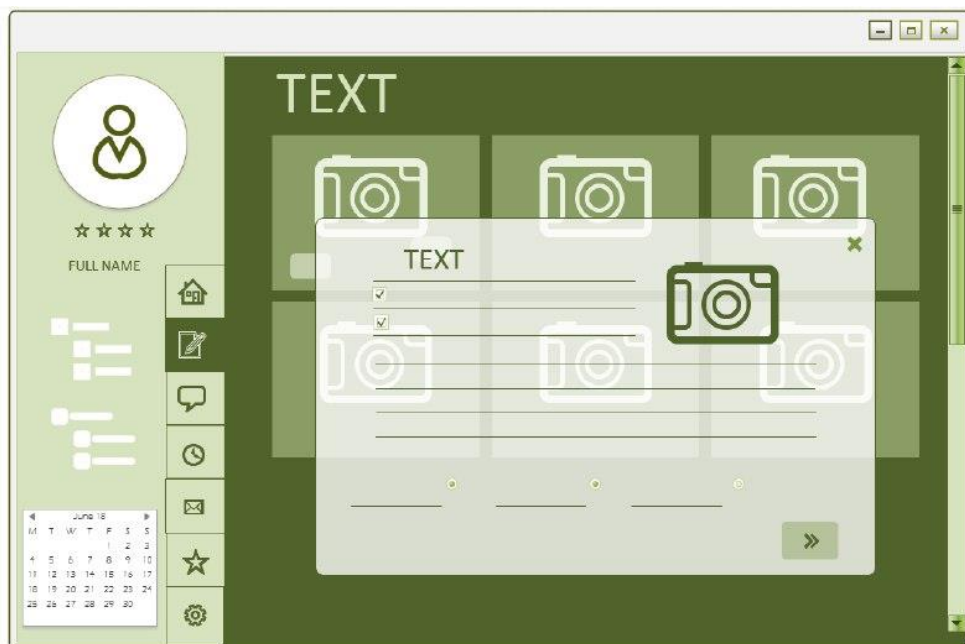 TEXT
FULL NAME
TEXT
June 18
M T W T F S S
1 2 3
4 5 6 7 8 9 10
11 12 13 14 15 16 17
18 19 20 21 22 23 24
25 26 27 28 29 30